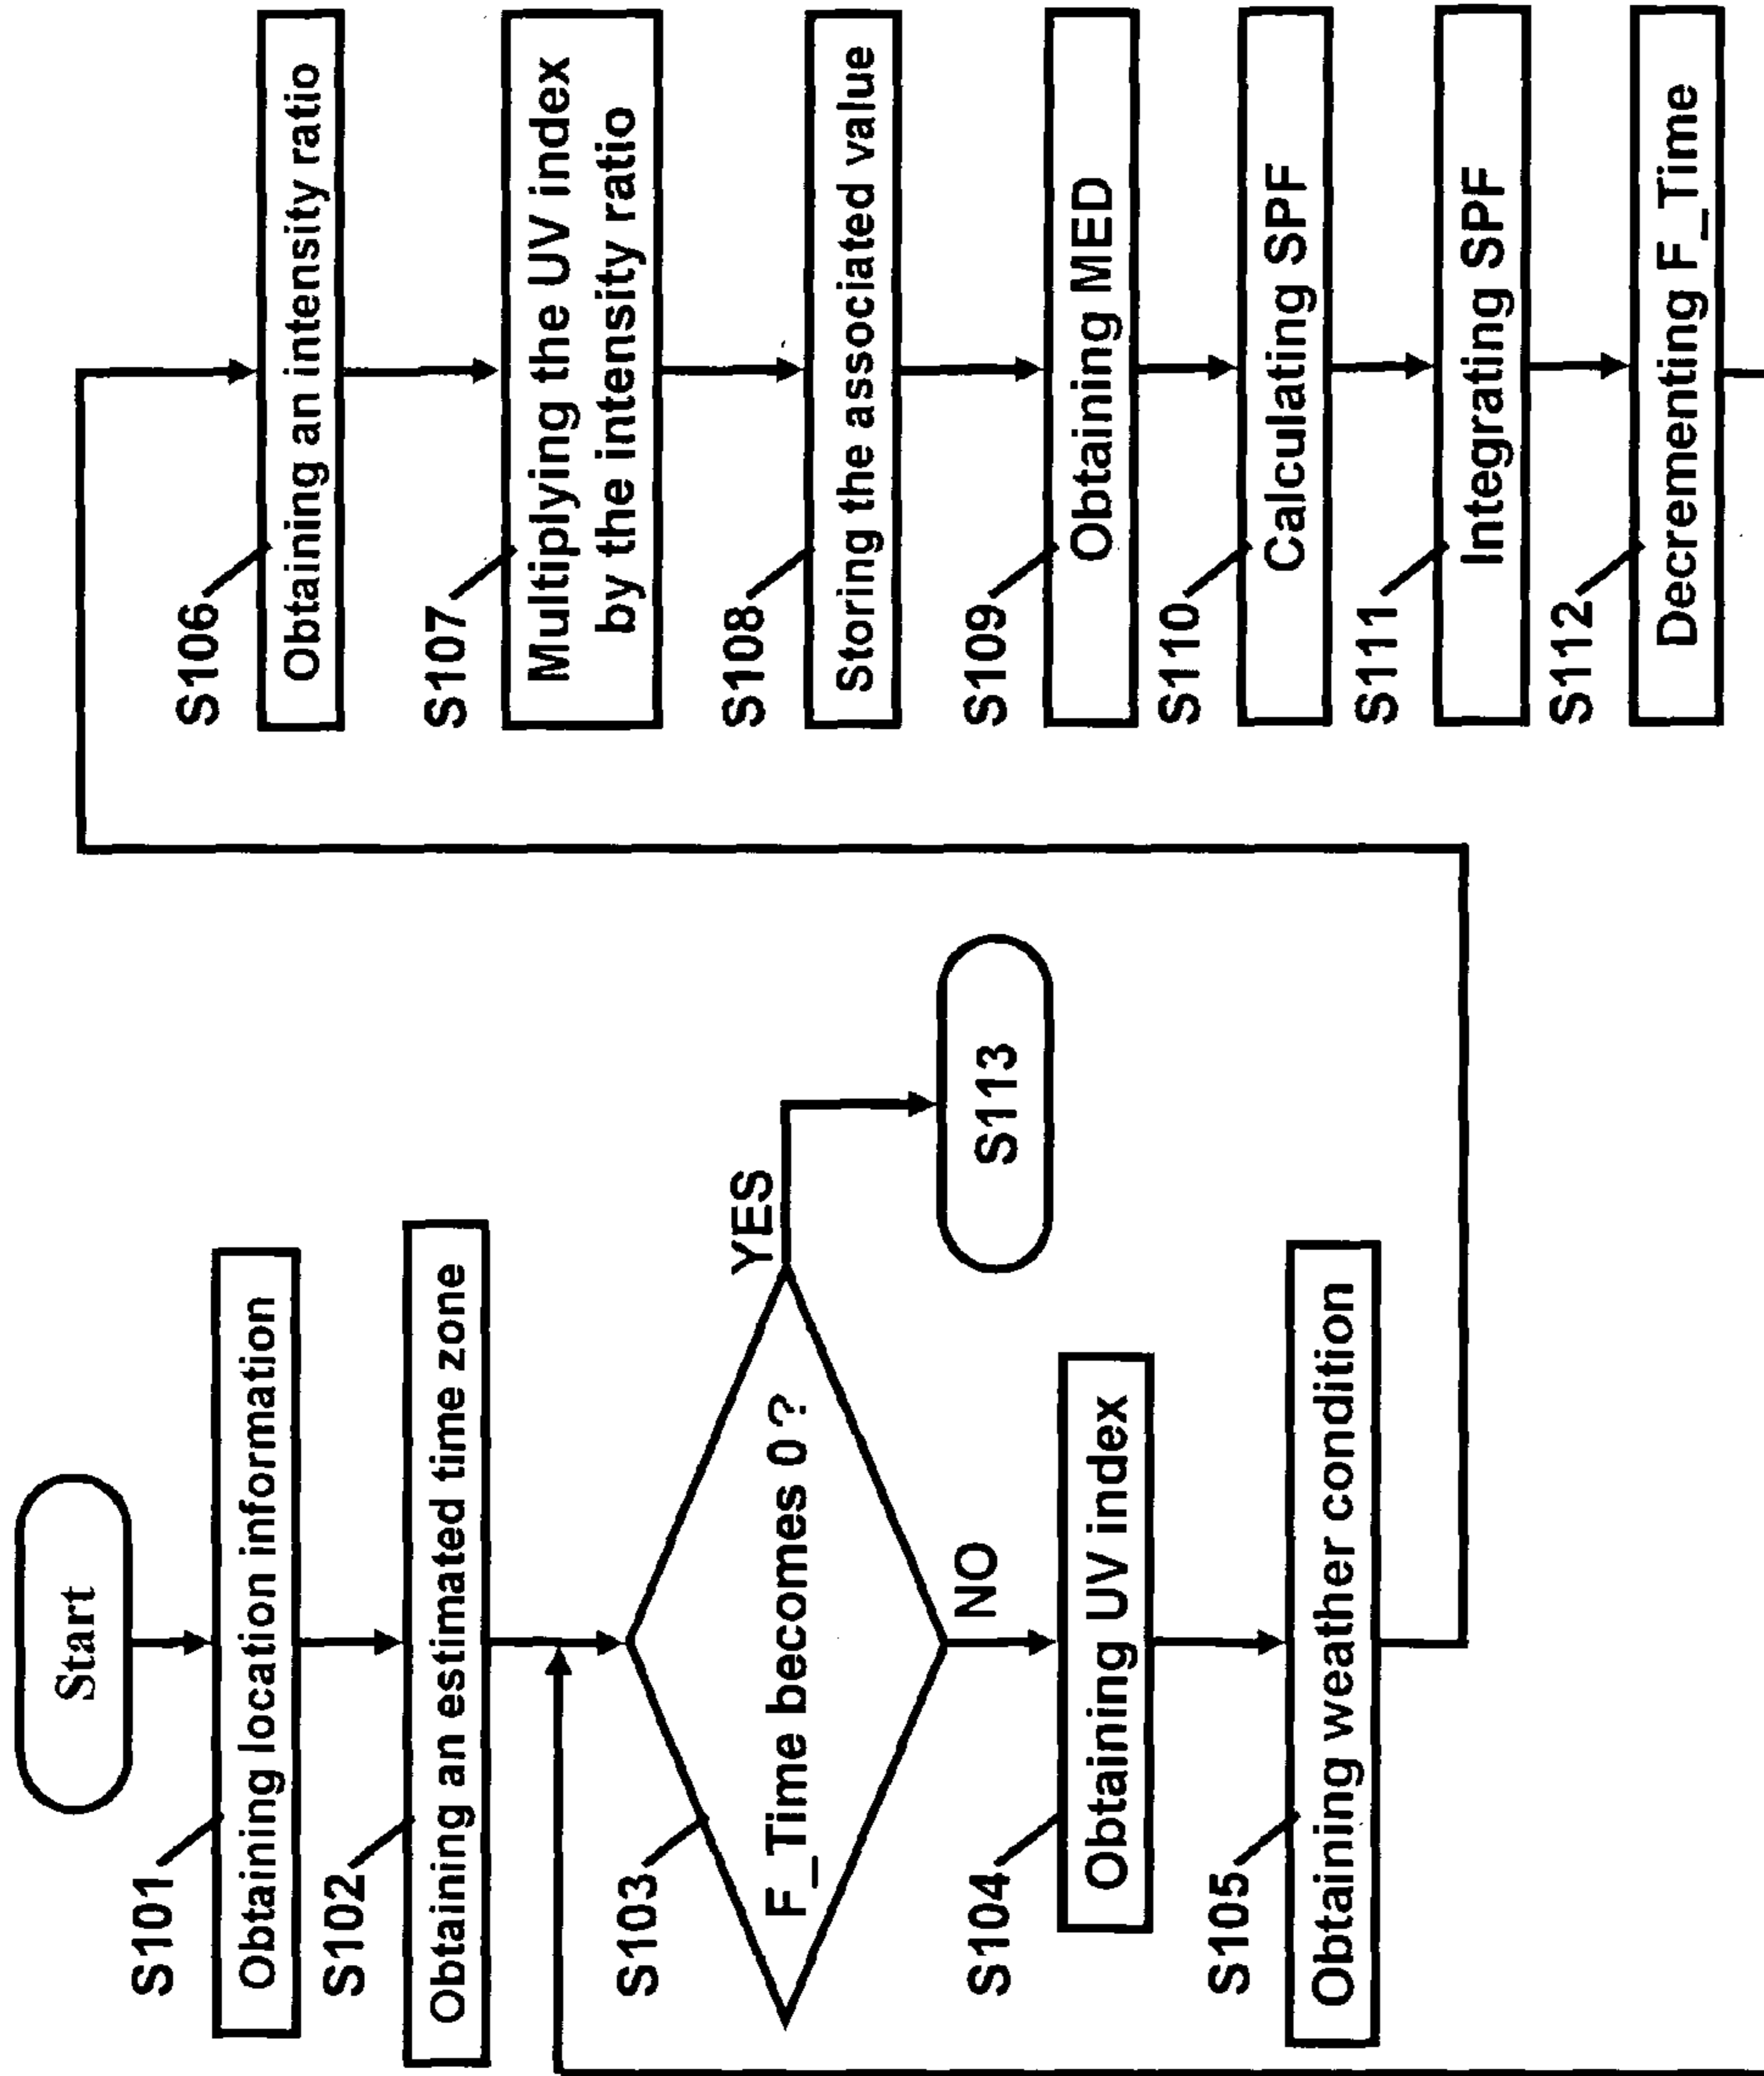 Start
S101
Obtaining location information
S102
Obtaining an estimated time zone
S103
F_Time becomes 0 ?
YES
S113
NO
S104
Obtaining UV index
S105
Obtaining weather condition
S106
Obtaining an intensity ratio
S107
Multiplying the UV index
by the intensity ratio
S108
Storing the associated value
S109
Obtaining MED
S110
Calculating SPF
S111
Integrating SPF
S112
Decrementing F_Time